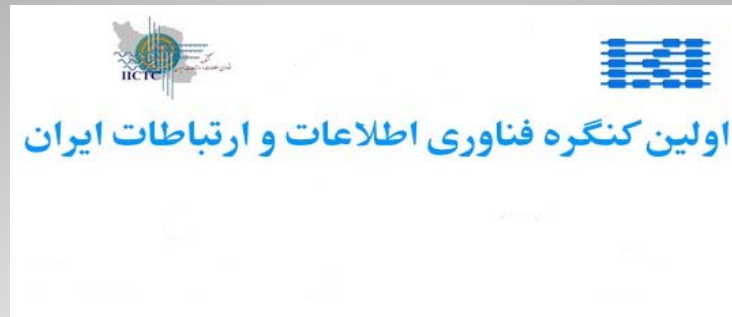 IICTC
اولین کنگره فناوری اطلاعات و ارتباطات ایران